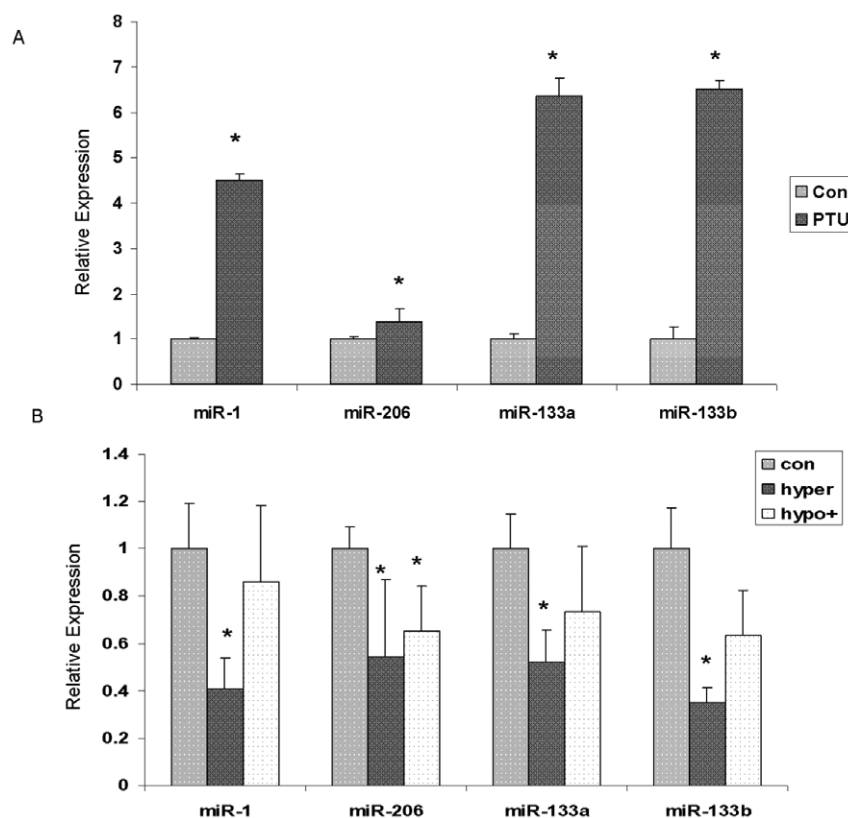 A
8
7
6
5
4
3
2
1
0
Relative Expression
*
*
*
*
Con
PTU
miR-1 miR-206 miR-133a miR-133b
B
1.4
1.2
1
0.8
0.6
0.4
0.2
0
Relative Expression
*
*
*
*
*
con
hyper
hypo+
miR-1 miR-206 miR-133a miR-133b